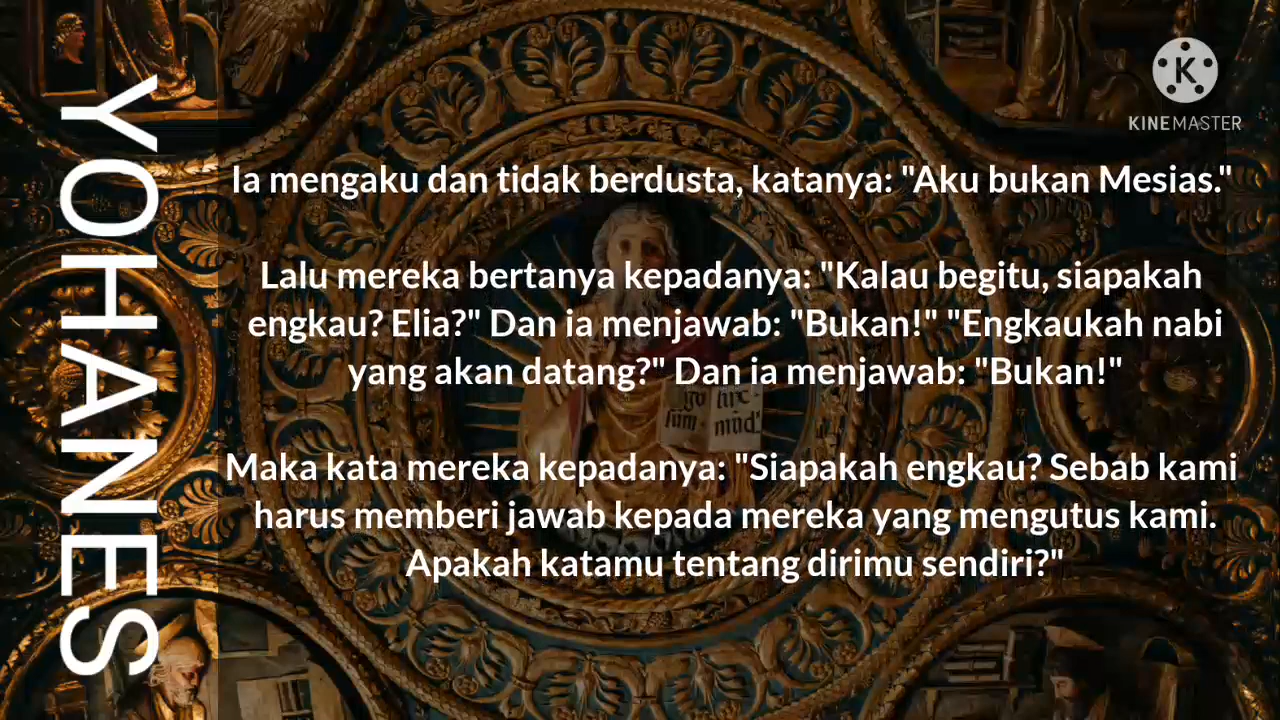 YOHANES
KINEMASTER
Ia mengaku dan tidak berdusta, katanya: "Aku bukan Mesias."
Lalu mereka bertanya kepadanya: "Kalau begitu, siapakah
engkau? Elia?" Dan ia menjawab: "Bukan!" "Engkaukah nabi
yang akan datang?" Dan ia menjawab: "Bukan!"
Maka kata mereka kepadanya: "Siapakah engkau? Sebab kami
harus memberi jawab kepada mereka yang mengutus kami.
Apakah katamu tentang dirimu sendiri?"